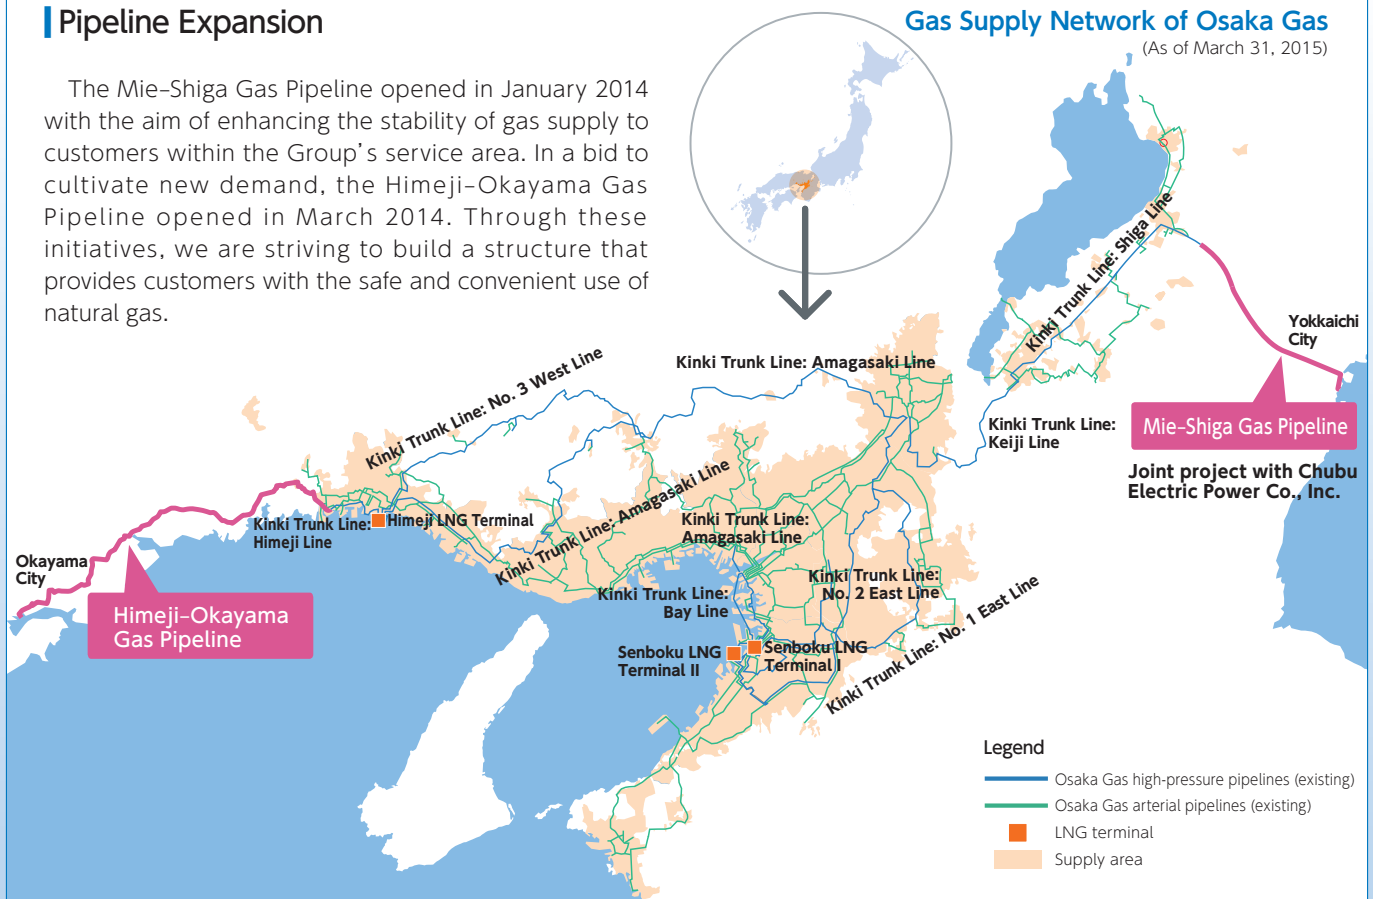 Pipeline Expansion
The Mie–Shiga Gas Pipeline opened in January 2014
with the aim of enhancing the stability of gas supply to
customers within the Group's service area. In a bid to
cultivate new demand, the Himeji–Okayama Gas
Pipeline opened in March 2014. Through these
initiatives, we are striving to build a structure that
provides customers with the safe and convenient use of
natural gas.
Gas Supply Network of Osaka Gas
(As of March 31, 2015)
Kinki Trunk Line: Shiga Line
Yokkaichi
City
Mie–Shiga Gas Pipeline
Joint project with Chubu
Electric Power Co., Inc.
Kinki Trunk Line:
Keiji Line
Kinki Trunk Line: Amagasaki Line
Kinki Trunk Line: No. 3 West Line
Kinki Trunk Line: Amagasaki Line
Kinki Trunk Line:
Amagasaki Line
Kinki Trunk Line:
Himeji Line
Himeji LNG Terminal
Okayama
City
Himeji–Okayama
Gas Pipeline
Kinki Trunk Line:
Bay Line
Kinki Trunk Line:
No. 2 East Line
Senboku LNG
Terminal II
Senboku LNG
Terminal I
Kinki Trunk Line: No. 1 East Line
Legend
Osaka Gas high-pressure pipelines (existing)
Osaka Gas arterial pipelines (existing)
LNG terminal
Supply area